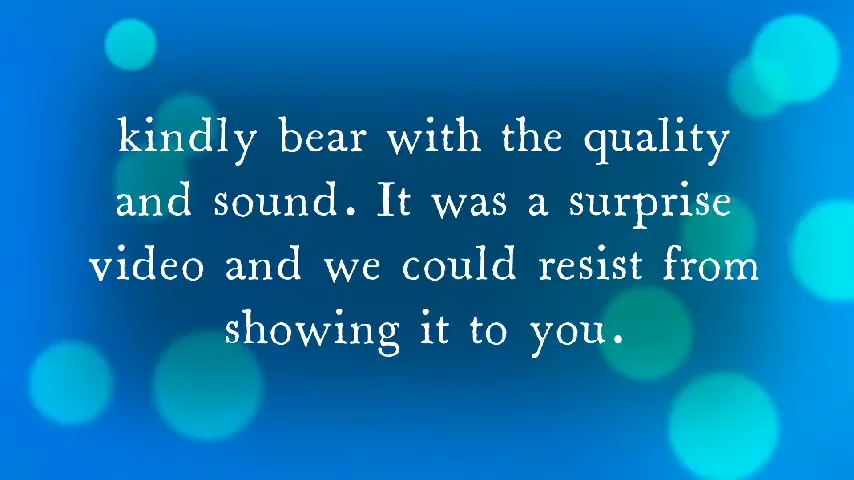 kindly bear with the quality
and sound. It was a surprise
video and we could resist from
showing it to you.